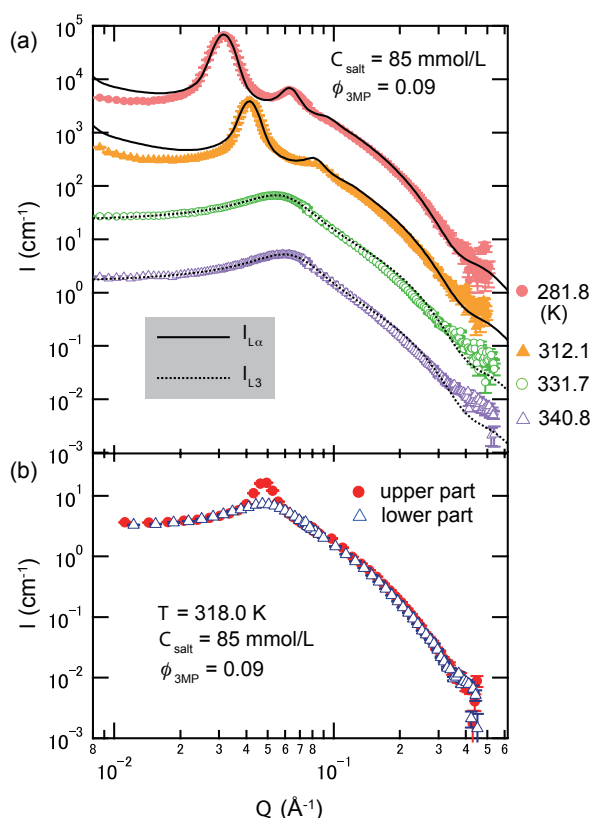 (a)
10^5
10^4
10^3
10^2
10^1
10^0
10^-1
10^-2
10^-3
I (cm^-1)
C_salt = 85 mmol/L
ϕ_3MP = 0.09
I_Lα
I_L3
281.8
(K)
312.1
331.7
340.8
(b)
10^1
10^0
10^-1
10^-2
10^-3
I (cm^-1)
upper part
lower part
T = 318.0 K
C_salt = 85 mmol/L
ϕ_3MP = 0.09
8 10^-2 2 3 4 5 6 7 8 10^-1 2 3 4 5 6
Q (Å^-1)